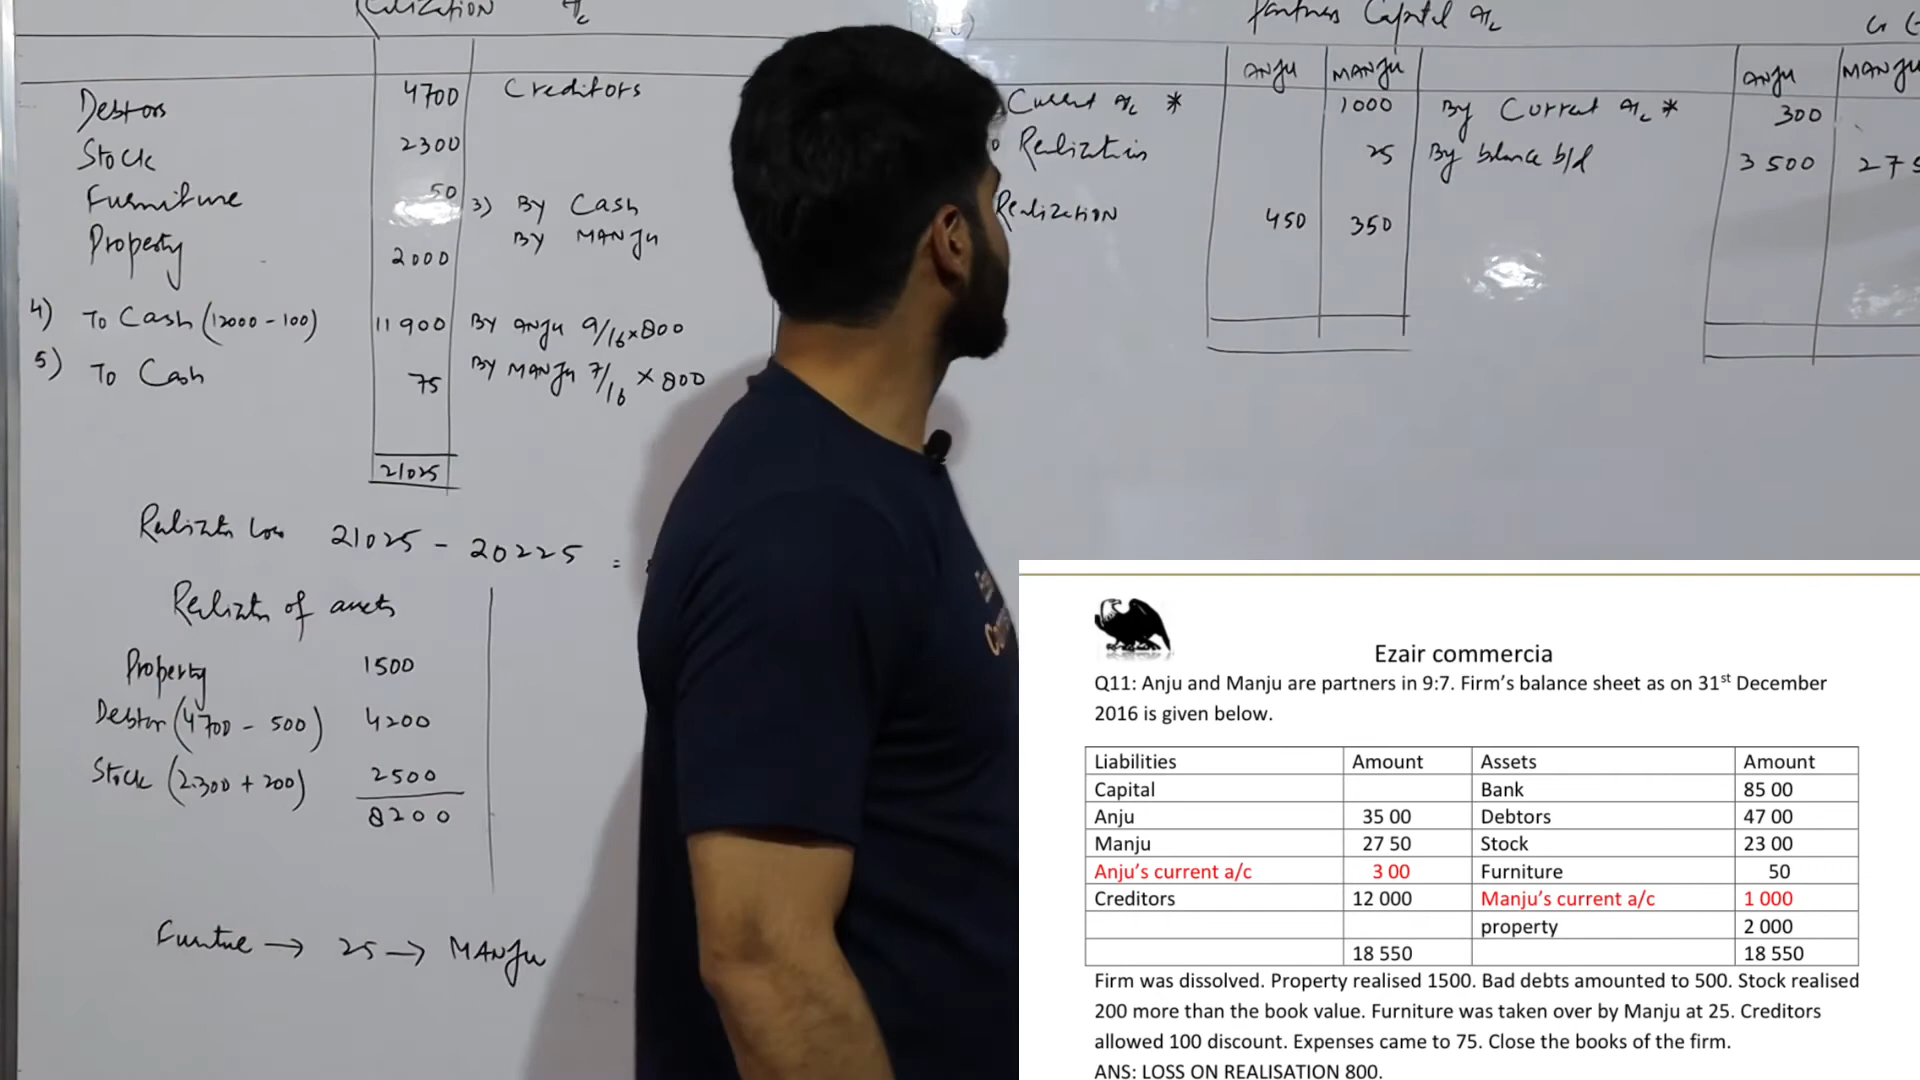 Realization A/c
Debtors 4700 Creditors
Stock 2300
Furniture 50 3) By Cash
By MANJU
Property 2000
4) To Cash (12000 - 100) 11900 By ANJU 9/16 x 800
5) To Cash 75 By MANJU 7/16 x 800
21025
Realizatn Loss 21025 - 20225 =
Realizatn of assets
Property 1500
Debtor (4700 - 500) 4200
Stock (2300 + 200) 2500
8200
Furniture → 25 → MANJU
Partners Capital A/c
ANJU MANJU ANJU MANJU
Current A/c * 1000 By Current A/c * 300
Realization 25 By balance b/d 3500 275
Realization 450 350
Ezair commercia
Q11: Anju and Manju are partners in 9:7. Firm's balance sheet as on 31st December
2016 is given below.
Liabilities Amount Assets Amount
Capital Bank 85 00
Anju 35 00 Debtors 47 00
Manju 27 50 Stock 23 00
Anju's current a/c 3 00 Furniture 50
Creditors 12 000 Manju's current a/c 1 000
property 2 000
18 550 18 550
Firm was dissolved. Property realised 1500. Bad debts amounted to 500. Stock realised
200 more than the book value. Furniture was taken over by Manju at 25. Creditors
allowed 100 discount. Expenses came to 75. Close the books of the firm.
ANS: LOSS ON REALISATION 800.